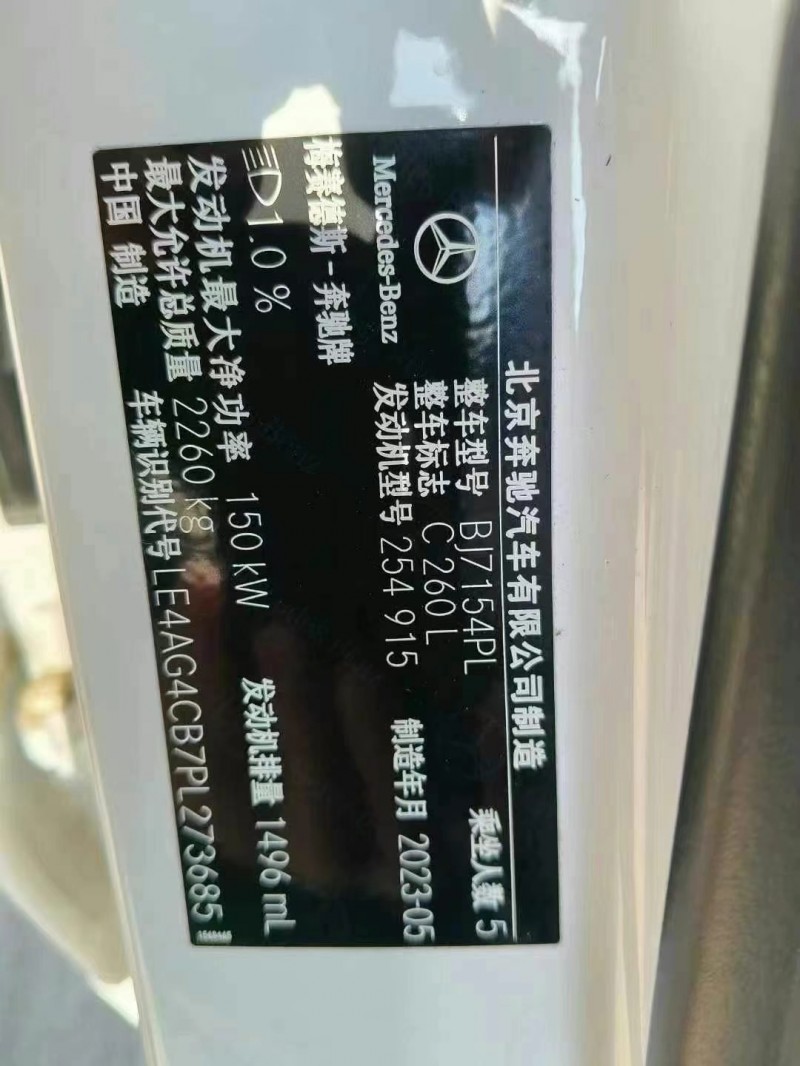 北京奔驰汽车有限公司制造
Mercedes-Benz
梅赛德斯-奔驰牌
整车型号 BJ7154PL 乘坐人数 5
整车标志 C 260 L
发动机型号 254 915 制造年月 2023-05
1.0 %
发动机最大净功率 150 kW 发动机排量 1496 mL
最大允许总质量 2260 kg
中国 制造 车辆识别代号 LE4AG4CB7PL273685